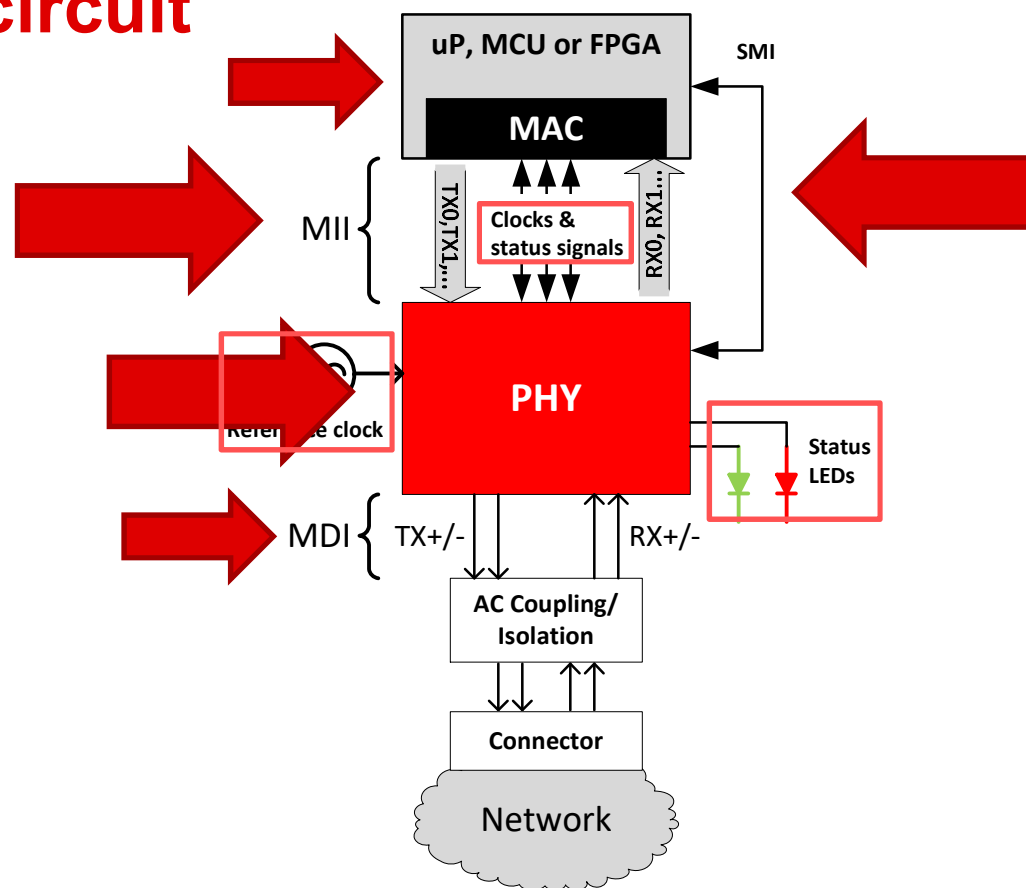 circuit
uP, MCU or FPGA
SMI
MAC
MII
TX0,TX1,...
Clocks &
status signals
RX0, RX1...
PHY
clock
Status
LEDs
MDI
TX+/-
RX+/-
AC Coupling/
Isolation
Connector
Network